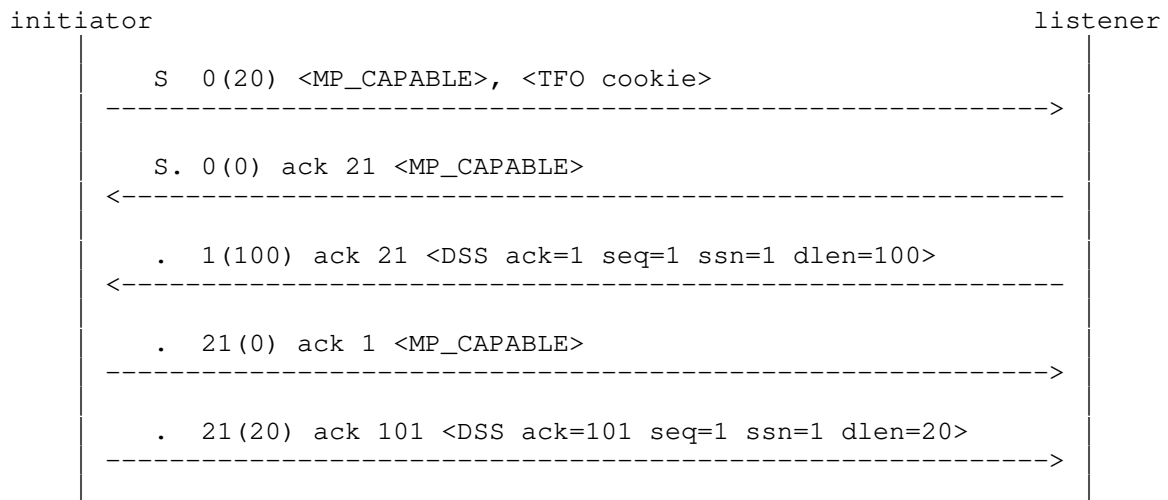 initiator listener
S 0(20) <MP_CAPABLE>, <TFO cookie>
S. 0(0) ack 21 <MP_CAPABLE>
. 1(100) ack 21 <DSS ack=1 seq=1 ssn=1 dlen=100>
. 21(0) ack 1 <MP_CAPABLE>
. 21(20) ack 101 <DSS ack=101 seq=1 ssn=1 dlen=20>